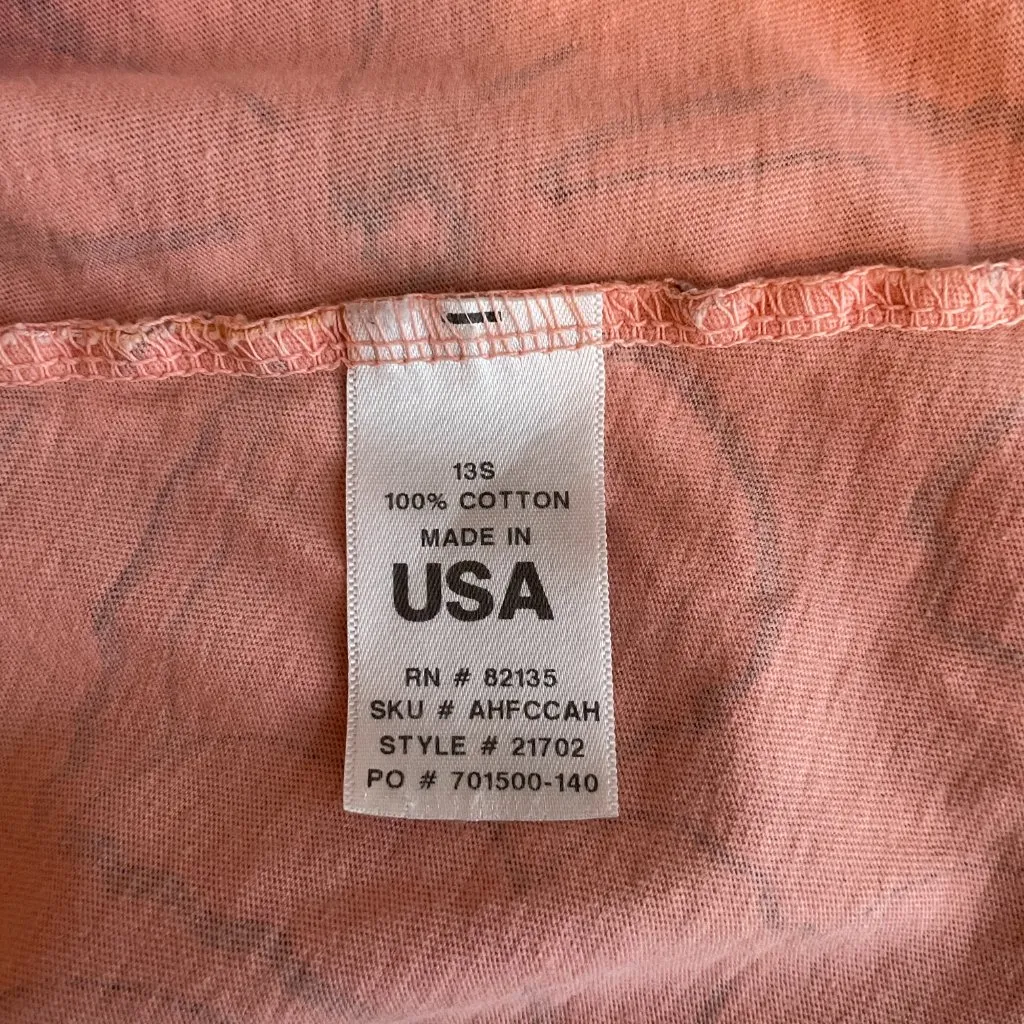 13S
100% COTTON
MADE IN
USA
RN # 82135
SKU # AHFCCAH
STYLE # 21702
PO # 701500-140